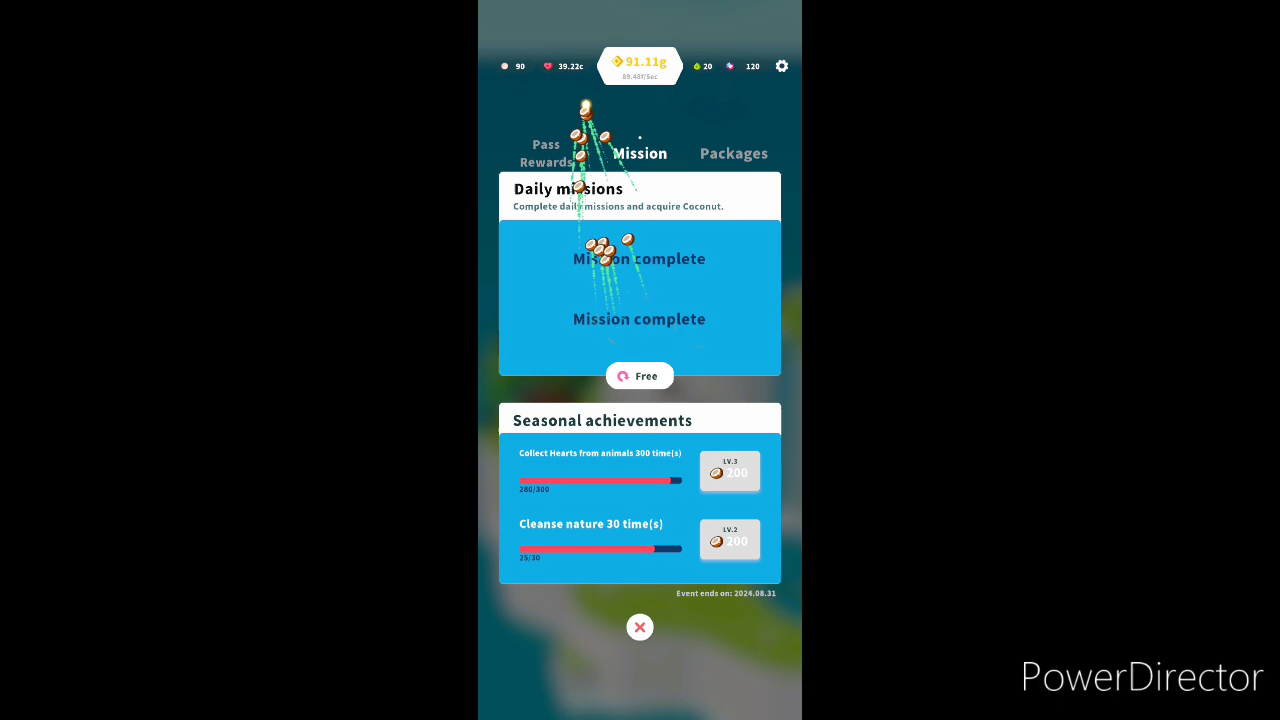 90
39.22c
91.11g
89.48f/Sec
20
120
Pass
Rewards
Mission
Packages
Daily missions
Complete daily missions and acquire Coconut.
Mission complete
Mission complete
Free
Seasonal achievements
Collect Hearts from animals 300 time(s)
280/300
LV.3
200
Cleanse nature 30 time(s)
25/30
LV.2
200
Event ends on: 2024.08.31
PowerDirector